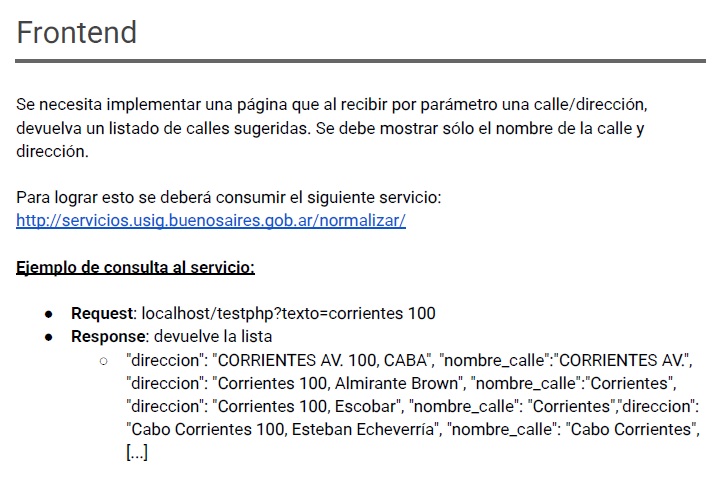 Frontend
Se necesita implementar una página que al recibir por parámetro una calle/dirección,
devuelva un listado de calles sugeridas. Se debe mostrar sólo el nombre de la calle y
dirección.
Para lograr esto se deberá consumir el siguiente servicio:
http://servicios.usig.buenosaires.gob.ar/normalizar/
Ejemplo de consulta al servicio:
● Request: localhost/testphp?texto=corrientes 100
● Response: devuelve la lista
○ "direccion": "CORRIENTES AV. 100, CABA", "nombre_calle":"CORRIENTES AV.",
"direccion": "Corrientes 100, Almirante Brown", "nombre_calle":"Corrientes",
"direccion": "Corrientes 100, Escobar", "nombre_calle": "Corrientes","direccion":
"Cabo Corrientes 100, Esteban Echeverría", "nombre_calle": "Cabo Corrientes",
[...]